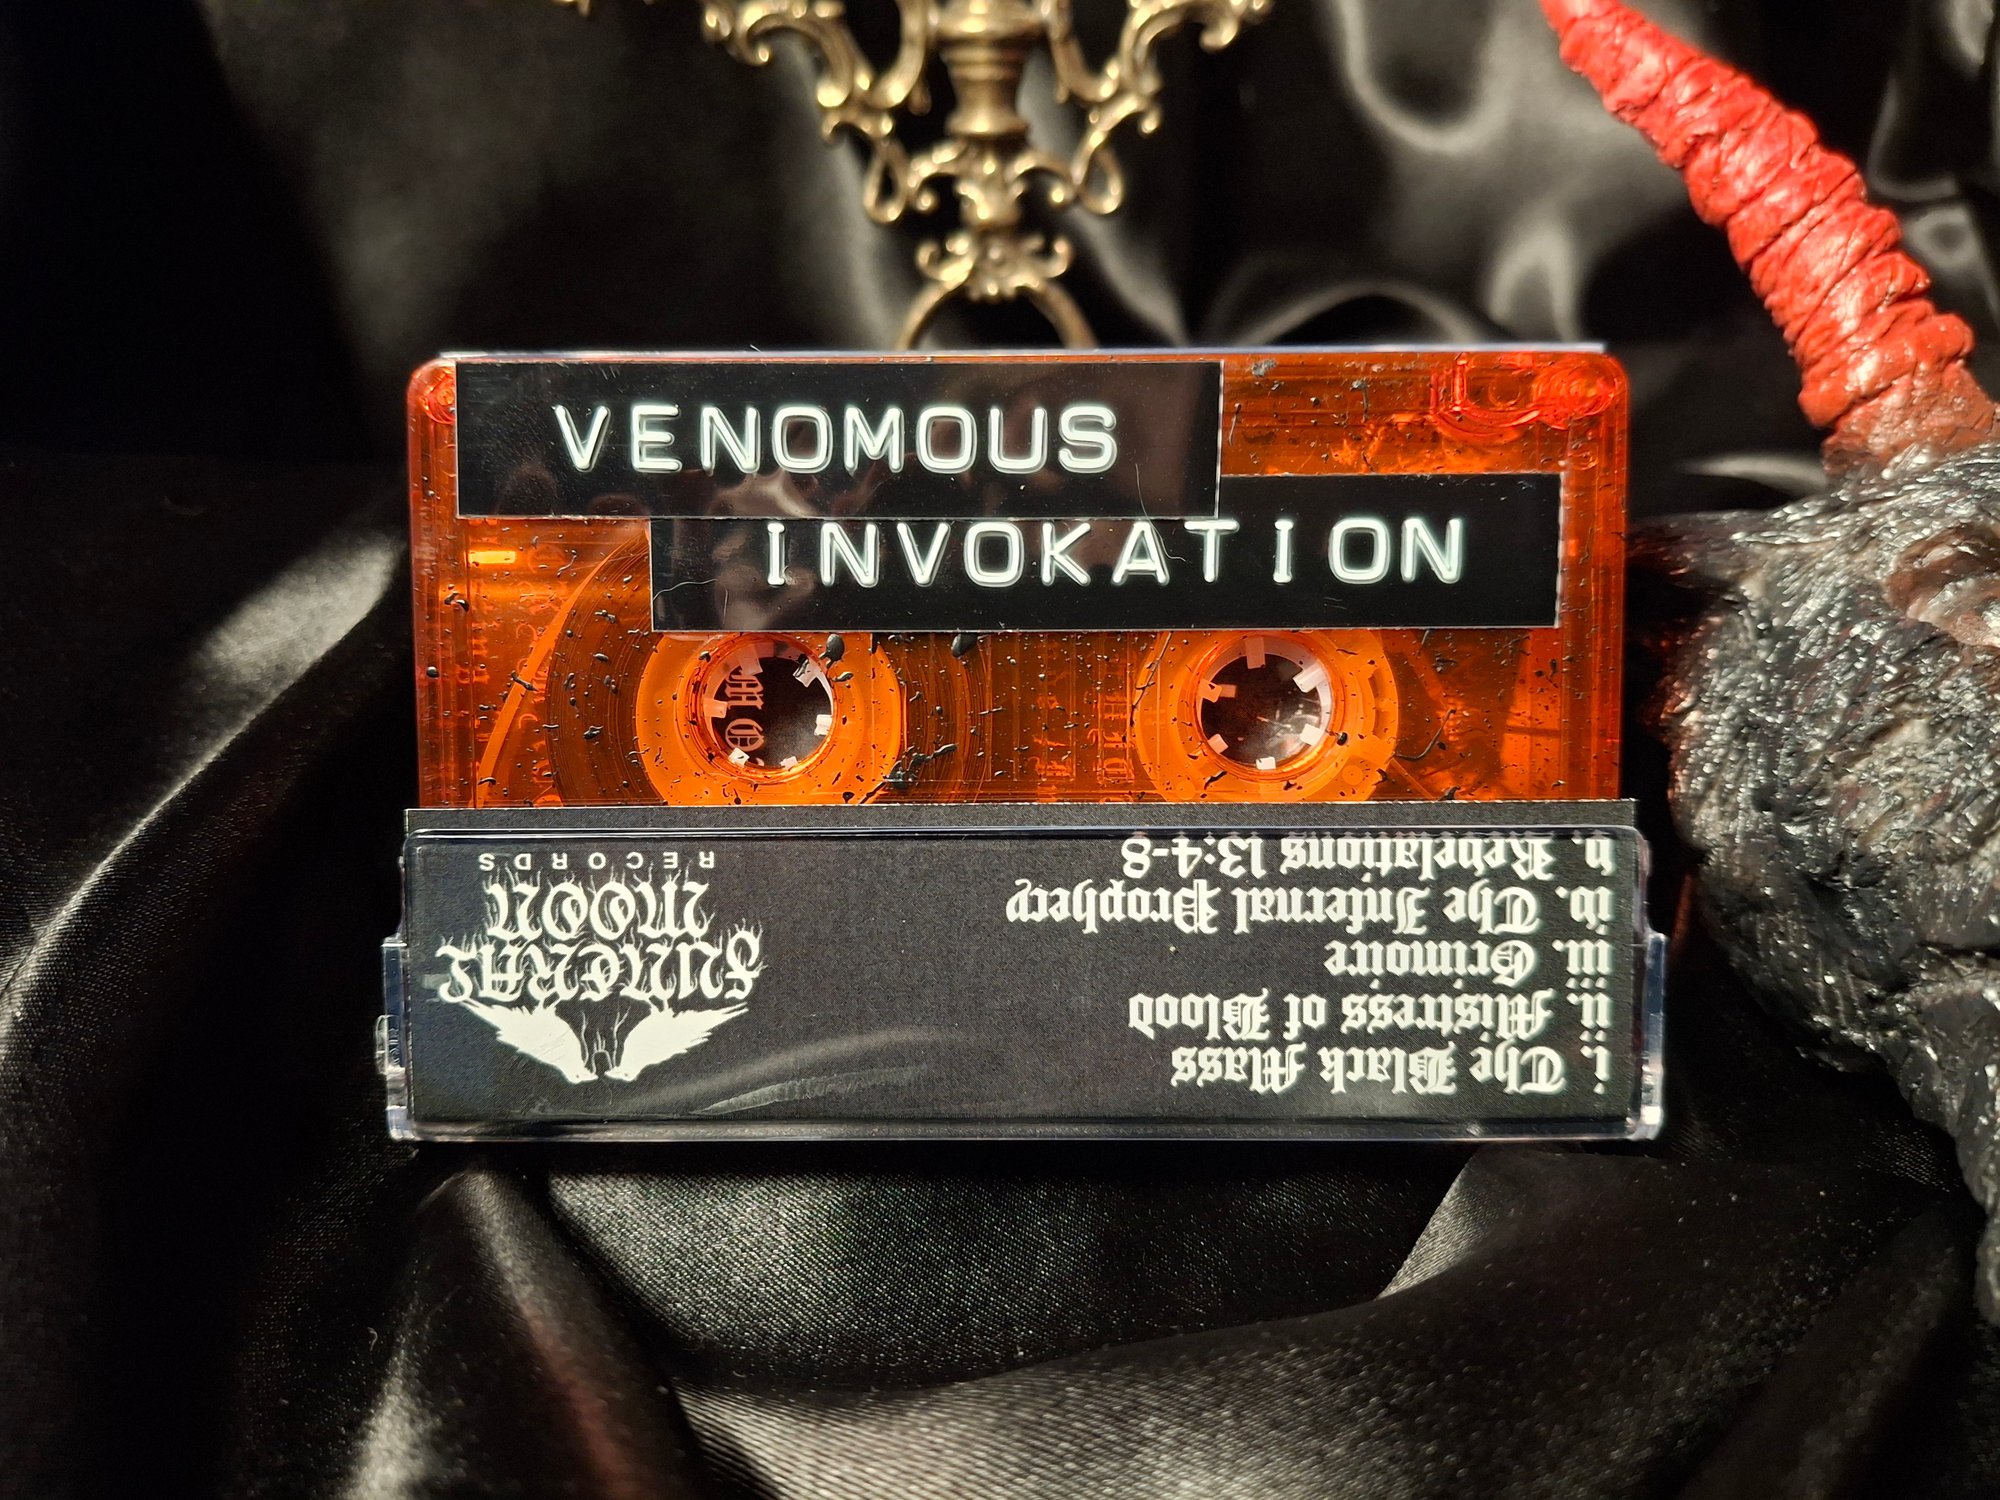 VENOMOUS
INVOKATION
i. The Black Mass
ii. Mistress of Blood
iii. Grimoire
iv. The Infernal Prophecy
v. Revelations 13:4-8
FUNERAL
MOON
RECORDS